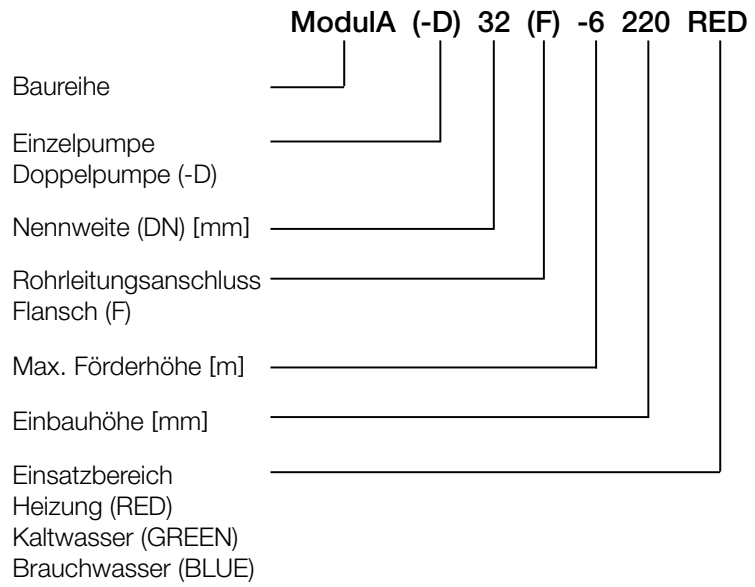 ModulA (-D) 32 (F) -6 220 RED
Baureihe
Einzelpumpe
Doppelpumpe (-D)
Nennweite (DN) [mm]
Rohrleitungsanschluss
Flansch (F)
Max. Förderhöhe [m]
Einbauhöhe [mm]
Einsatzbereich
Heizung (RED)
Kaltwasser (GREEN)
Brauchwasser (BLUE)